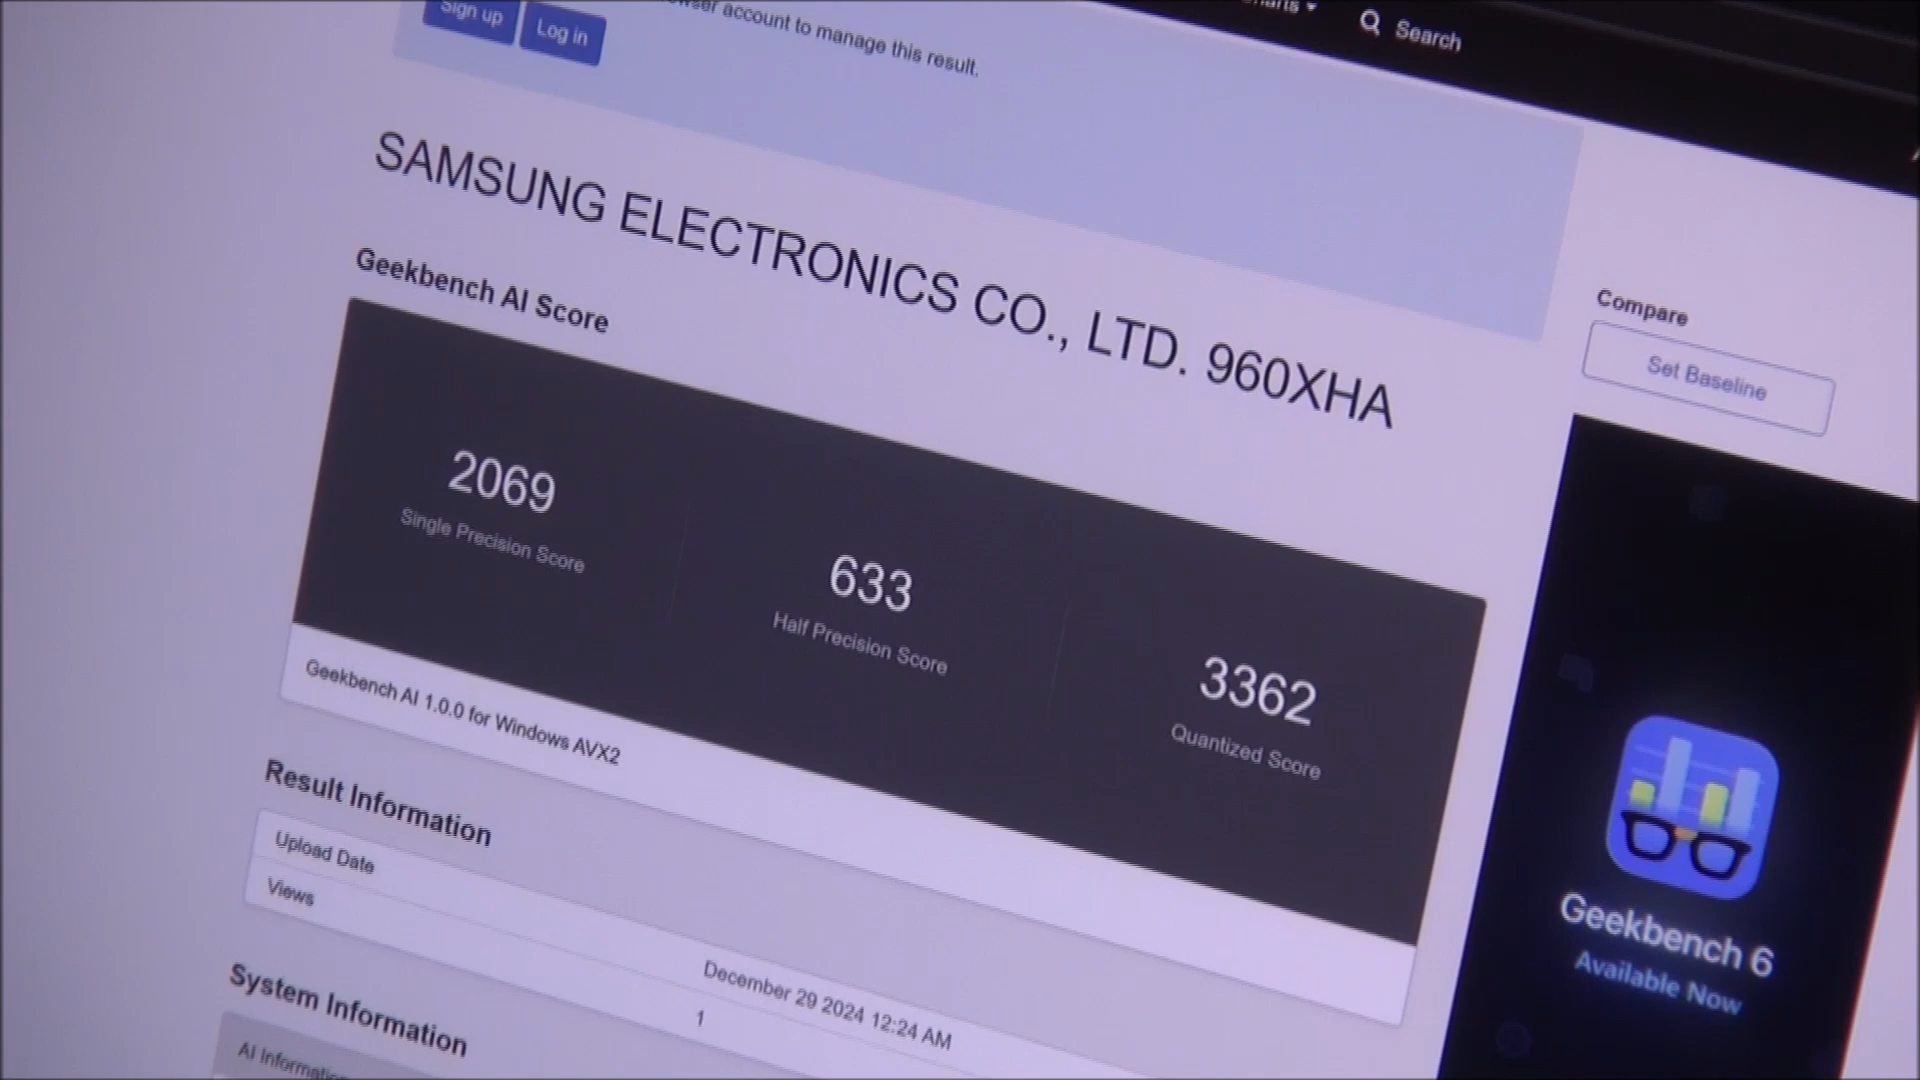 Sign up
Log in
account to manage this result.
Search
SAMSUNG ELECTRONICS CO., LTD. 960XHA
Compare
Set Baseline
Geekbench AI Score
2069
Single Precision Score
633
Half Precision Score
3362
Quantized Score
Geekbench AI 1.0.0 for Windows AVX2
Result Information
Upload Date
December 29 2024 12:24 AM
Views
1
System Information
AI Information
Geekbench 6
Available Now